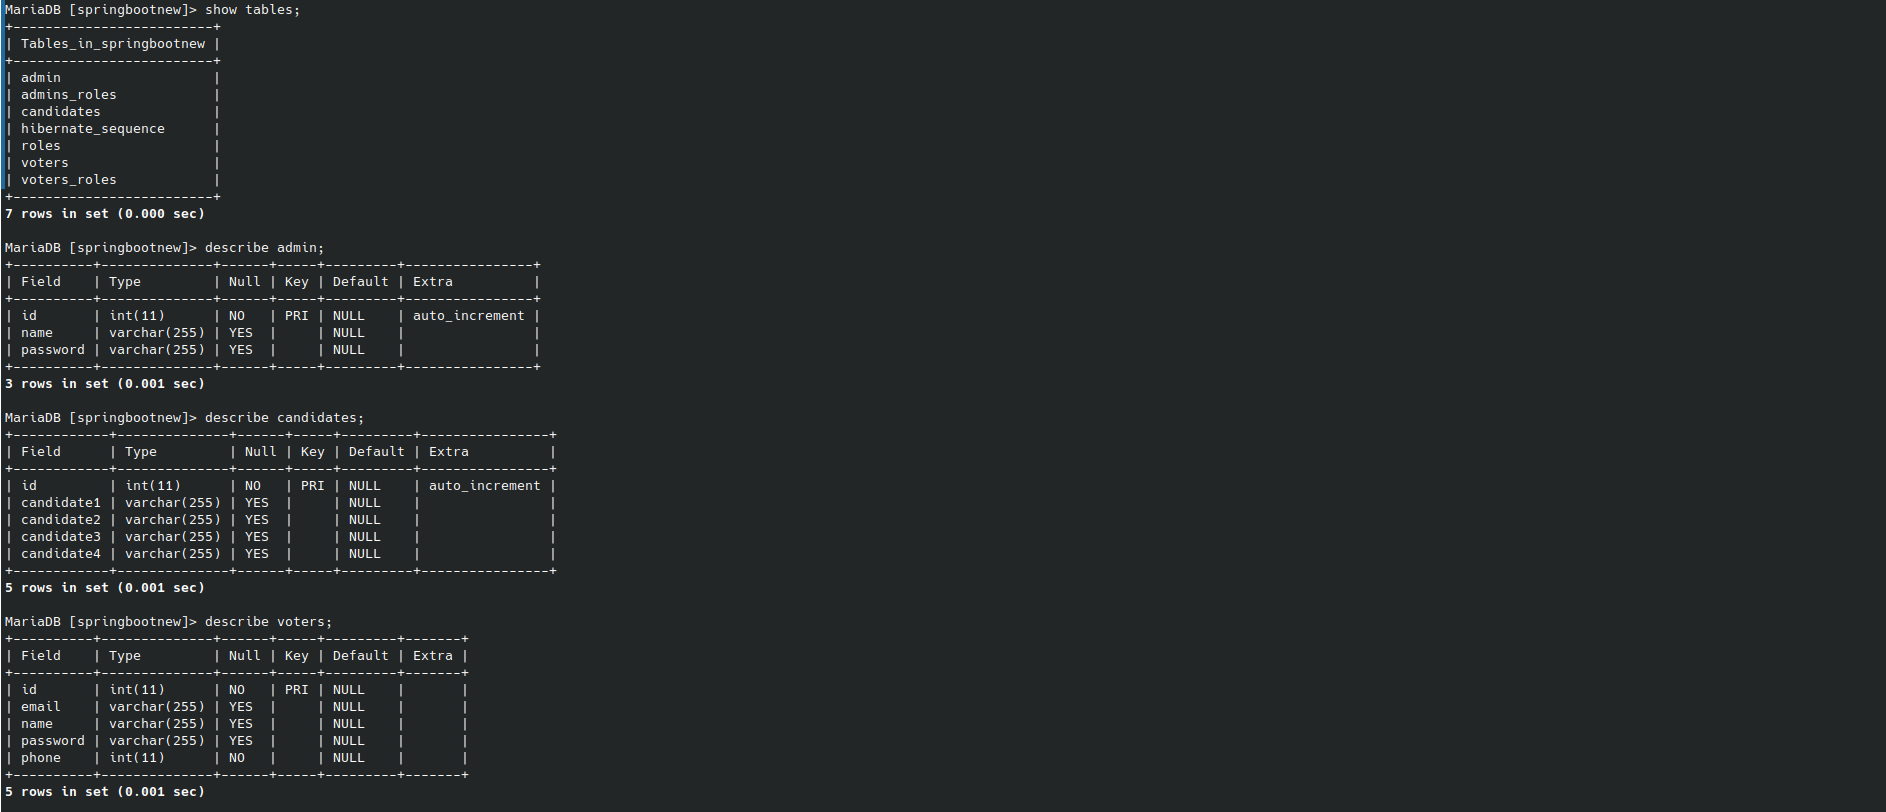 MariaDB [springbootnew]> show tables;
+-------------------------+
| Tables_in_springbootnew |
+-------------------------+
| admin                   |
| admins_roles            |
| candidates              |
| hibernate_sequence      |
| roles                   |
| voters                  |
| voters_roles            |
+-------------------------+
7 rows in set (0.000 sec)

MariaDB [springbootnew]> describe admin;
+----------+--------------+------+-----+---------+----------------+
| Field    | Type         | Null | Key | Default | Extra          |
+----------+--------------+------+-----+---------+----------------+
| id       | int(11)      | NO   | PRI | NULL    | auto_increment |
| name     | varchar(255) | YES  |     | NULL    |                |
| password | varchar(255) | YES  |     | NULL    |                |
+----------+--------------+------+-----+---------+----------------+
3 rows in set (0.001 sec)

MariaDB [springbootnew]> describe candidates;
+------------+--------------+------+-----+---------+----------------+
| Field      | Type         | Null | Key | Default | Extra          |
+------------+--------------+------+-----+---------+----------------+
| id         | int(11)      | NO   | PRI | NULL    | auto_increment |
| candidate1 | varchar(255) | YES  |     | NULL    |                |
| candidate2 | varchar(255) | YES  |     | NULL    |                |
| candidate3 | varchar(255) | YES  |     | NULL    |                |
| candidate4 | varchar(255) | YES  |     | NULL    |                |
+------------+--------------+------+-----+---------+----------------+
5 rows in set (0.001 sec)

MariaDB [springbootnew]> describe voters;
+----------+--------------+------+-----+---------+-------+
| Field    | Type         | Null | Key | Default | Extra |
+----------+--------------+------+-----+---------+-------+
| id       | int(11)      | NO   | PRI | NULL    |       |
| email    | varchar(255) | YES  |     | NULL    |       |
| name     | varchar(255) | YES  |     | NULL    |       |
| password | varchar(255) | YES  |     | NULL    |       |
| phone    | int(11)      | NO   |     | NULL    |       |
+----------+--------------+------+-----+---------+-------+
5 rows in set (0.001 sec)